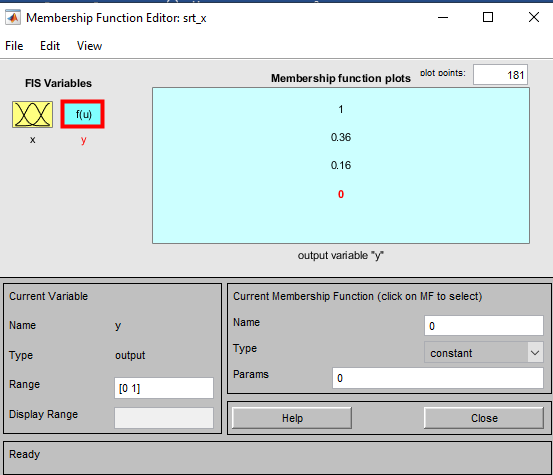 Membership Function Editor: srt_x
File Edit View
FIS Variables
f(u)
x
y
Membership function plots
plot points:
181
1
0.36
0.16
0
output variable "y"
Current Variable
Name y
Type output
Range [0 1]
Display Range
Current Membership Function (click on MF to select)
Name 0
Type constant
Params 0
Help Close
Ready